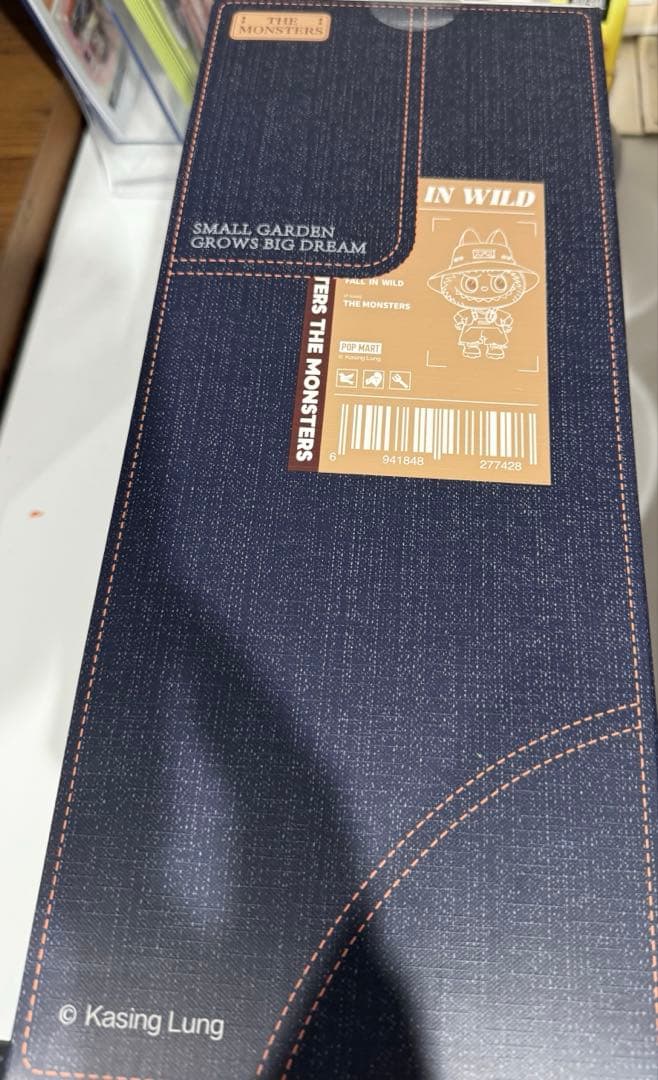 THE
MONSTERS
SMALL GARDEN
GROWS BIG DREAM
IN WILD
FALL IN WILD
THE MONSTERS
POP MART
© Kasing Lung
6 941848 277428
TERS THE MONSTERS
© Kasing Lung